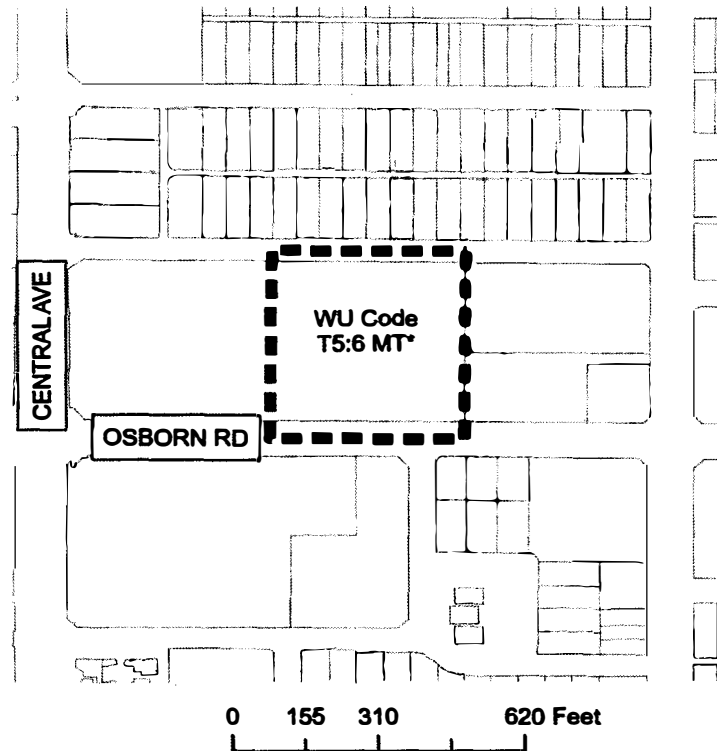 WU Code
T5:6 MT*
CENTRAL AVE
OSBORN RD
0 155 310 620 Feet